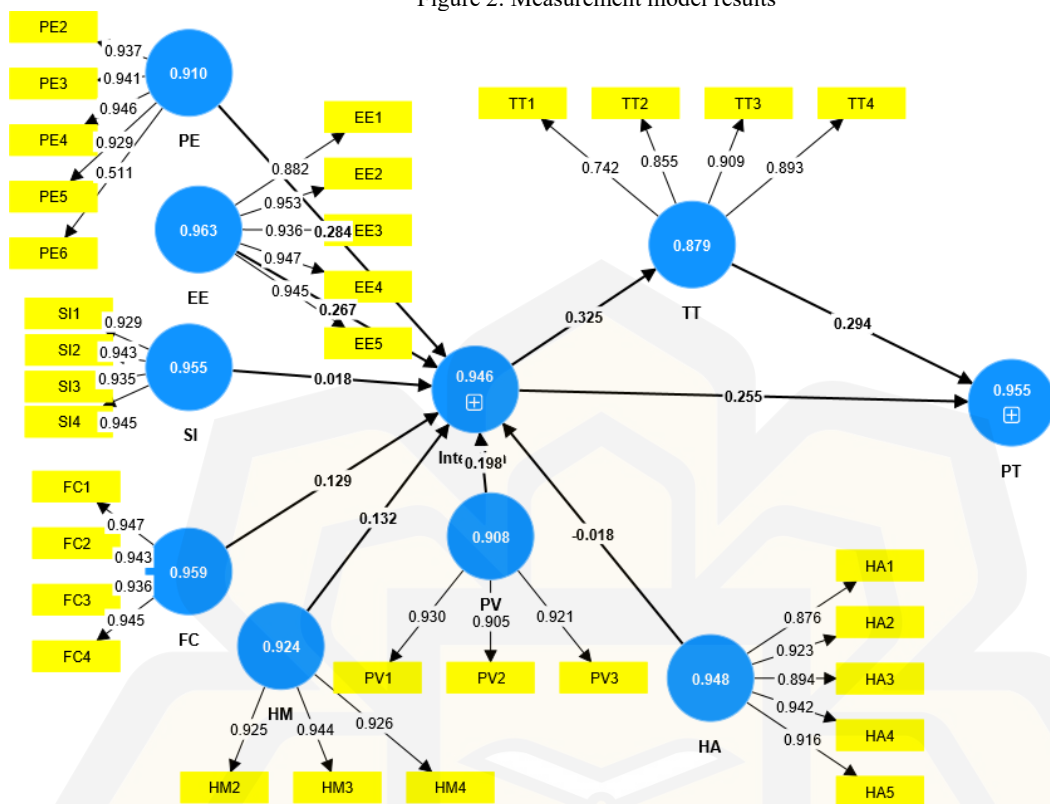 Figure 2: Measurement model results
PE2
PE3
PE4
PE5
PE6
0.937
0.941
0.946
0.929
0.511
0.910
PE
EE1
EE2
EE3
EE4
EE5
0.882
0.953
0.936
0.947
0.945
0.963
EE
0.284
0.267
TT1
TT2
TT3
TT4
0.742
0.855
0.909
0.893
0.879
TT
SI1
SI2
SI3
SI4
0.929
0.943
0.935
0.945
0.955
SI
0.018
0.946
0.325
0.294
0.255
0.955
PT
FC1
FC2
FC3
FC4
0.947
0.943
0.936
0.945
0.959
FC
0.129
0.132
0.198
-0.018
0.924
HM
0.925
0.944
0.926
HM2
HM3
HM4
0.908
PV
0.930
0.905
0.921
PV1
PV2
PV3
0.948
HA
0.876
0.923
0.894
0.942
0.916
HA1
HA2
HA3
HA4
HA5